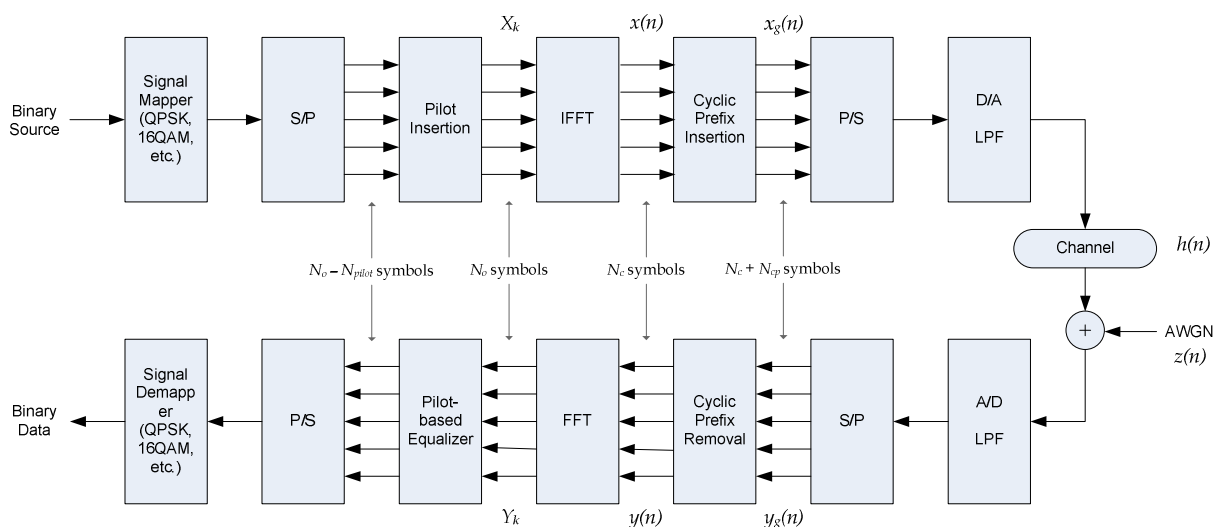 X_k
x(n)
x_g(n)
Binary
Source
Signal
Mapper
(QPSK,
16QAM,
etc.)
S/P
Pilot
Insertion
IFFT
Cyclic
Prefix
Insertion
P/S
D/A
LPF
Channel
h(n)
N_o – N_pilot symbols
N_o symbols
N_c symbols
N_c + N_cp symbols
+
AWGN
z(n)
Binary
Data
Signal
Demapp
er
(QPSK,
16QAM,
etc.)
P/S
Pilot-
based
Equalizer
FFT
Cyclic
Prefix
Removal
S/P
A/D
LPF
Y_k
y(n)
y_g(n)